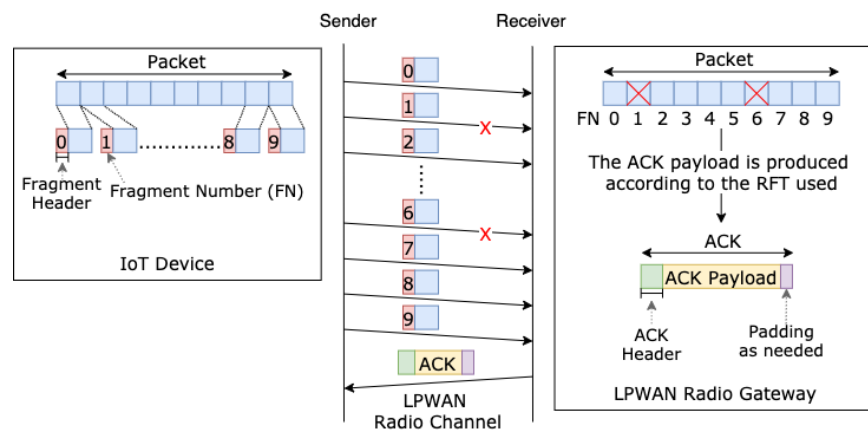 Sender
Receiver
Packet
0
1
8
9
Fragment
Header
Fragment Number (FN)
IoT Device
0
1
X
2
6
X
7
8
9
ACK
LPWAN
Radio Channel
Packet
FN 0 1 2 3 4 5 6 7 8 9
The ACK payload is produced
according to the RFT used
ACK
ACK Payload
ACK
Header
Padding
as needed
LPWAN Radio Gateway